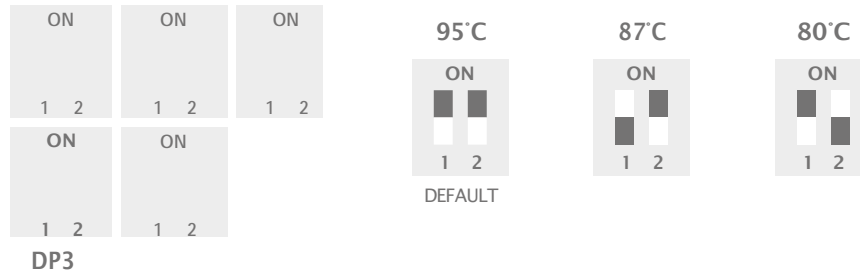 ON ON ON
1 2 1 2 1 2
ON ON
1 2 1 2
DP3
95°C 87°C 80°C
ON ON ON
1 2 1 2 1 2
DEFAULT